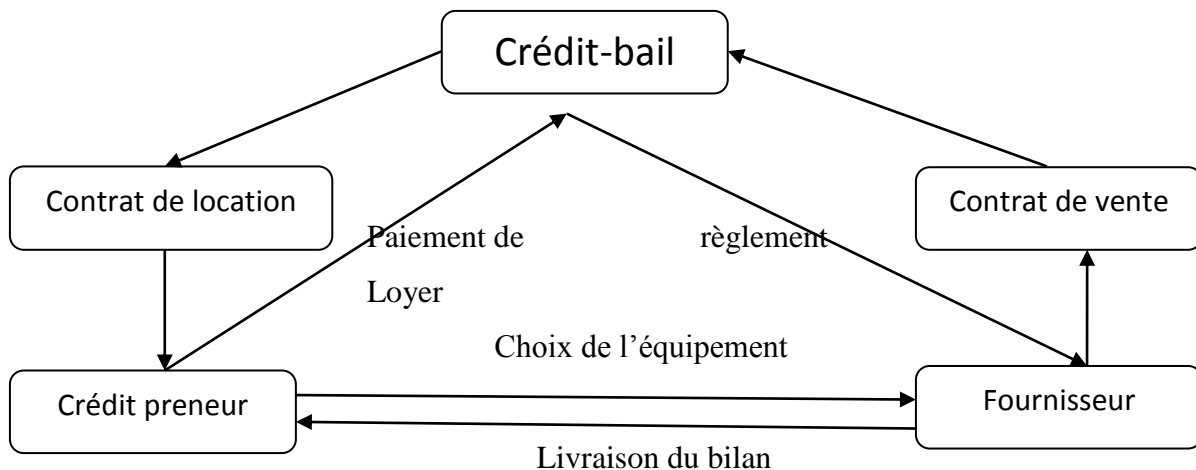 Crédit-bail
Contrat de location
Contrat de vente
Paiement de
Loyer
règlement
Choix de l’équipement
Crédit preneur
Fournisseur
Livraison du bilan